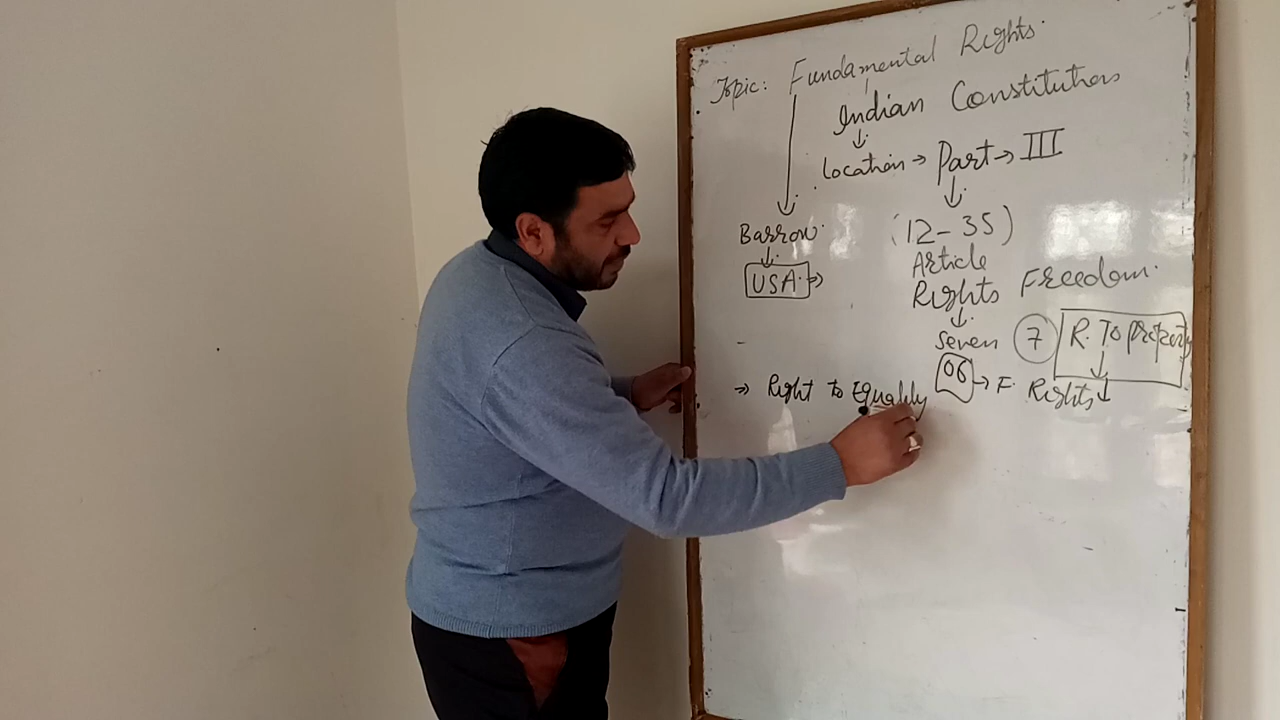 Topic: Fundamental Rights.
Indian Constitution
Location → Part → III
Barrow.
(12-35)
USA. →
Article
Rights Freedom.
Seven 7 R. To property
06 → F. Rights
⇒ Right to Equality